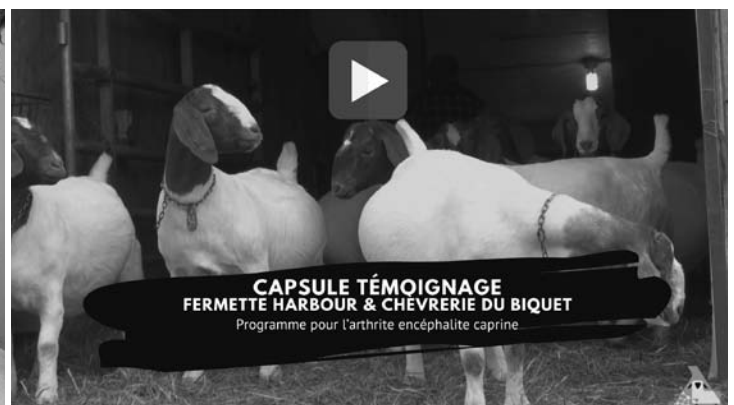 CAPSULE TÉMOIGNAGE
FERMETTE HARBOUR & CHÈVRERIE DU BIQUET
Programme pour l'arthrite encéphalite caprine